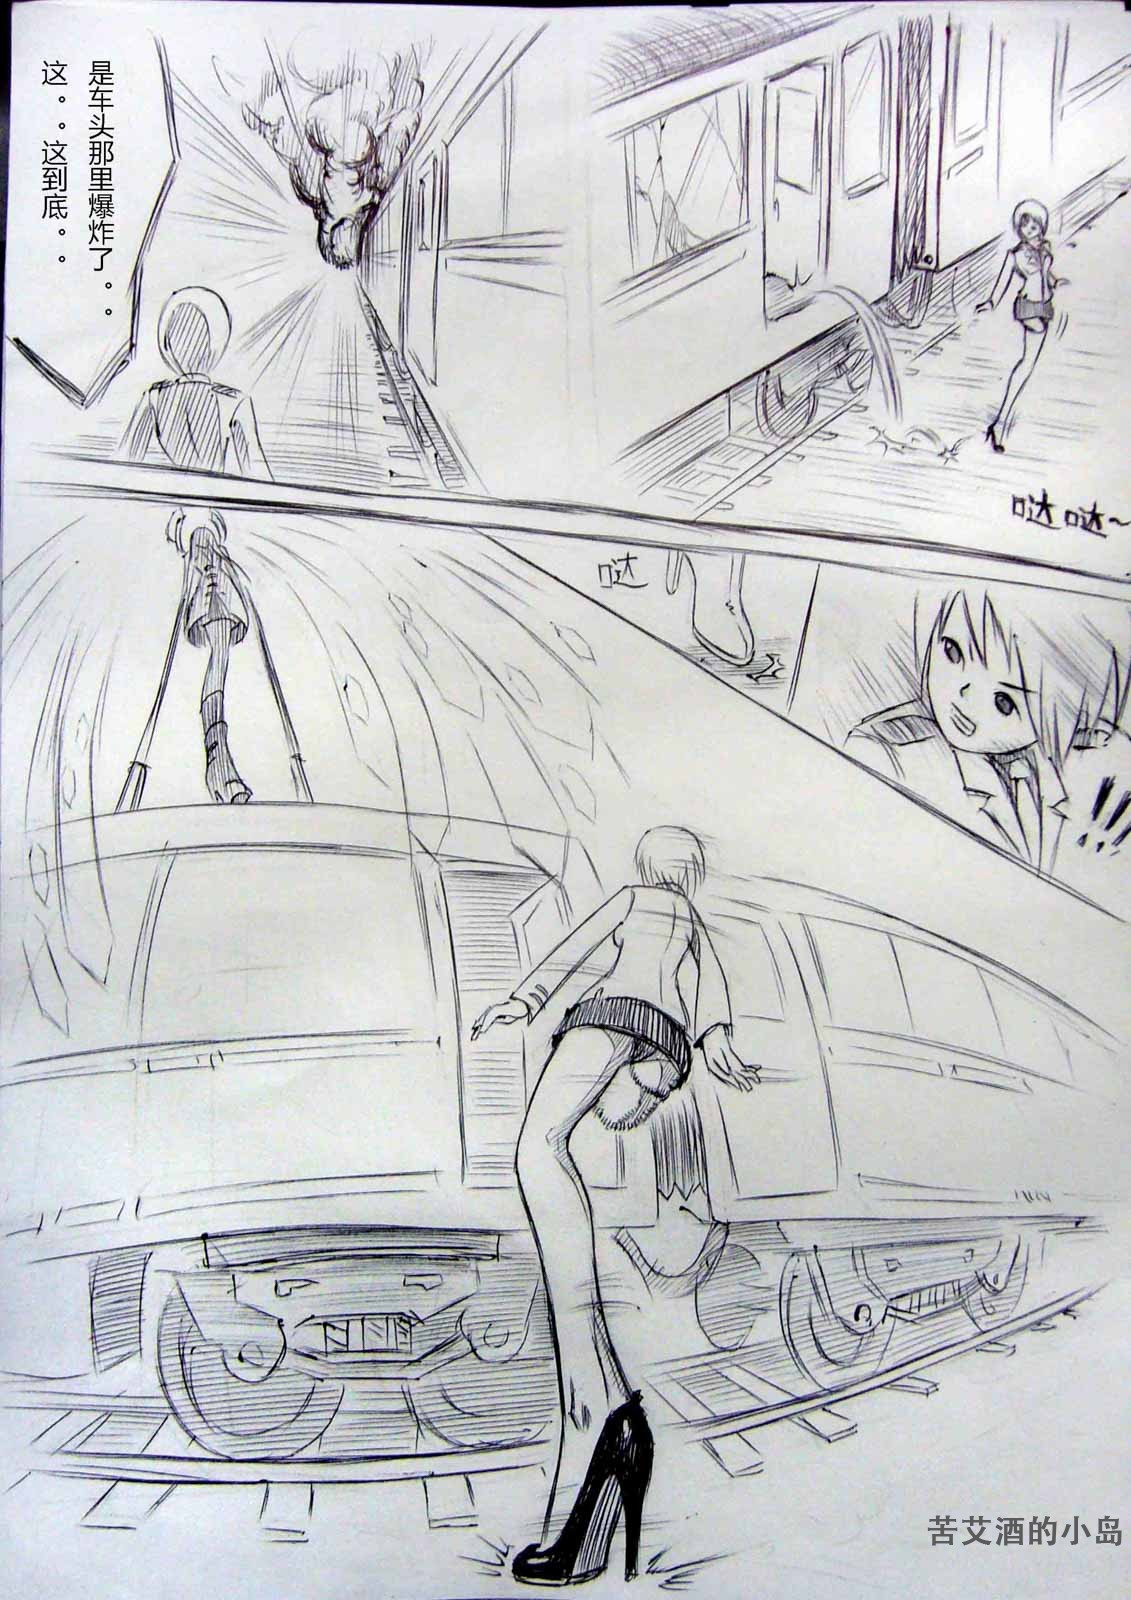 是车头那里爆炸了。。
这。。这到底。。
哒哒~
哒
!!
苦艾酒的小岛